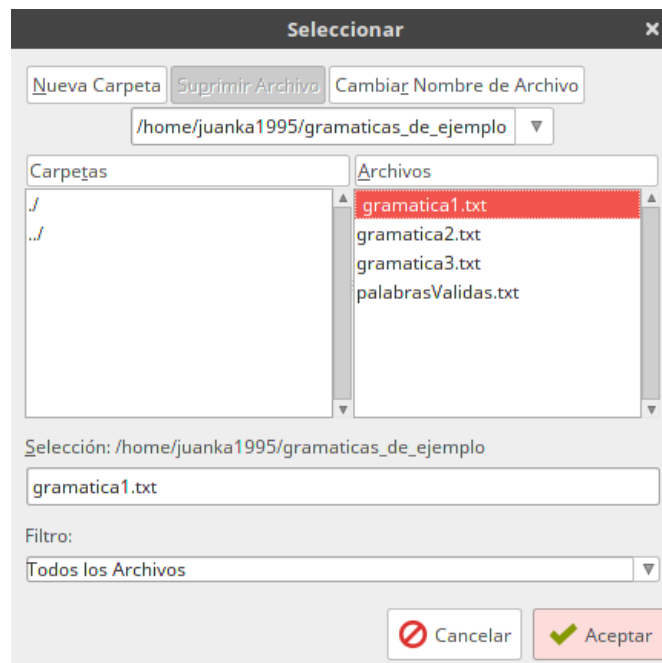 Seleccionar
Nueva Carpeta Suprimir Archivo Cambiar Nombre de Archivo
/home/juanka1995/gramaticas_de_ejemplo
Carpetas Archivos
./ gramatica1.txt
../ gramatica2.txt
gramatica3.txt
palabrasValidas.txt
Selección: /home/juanka1995/gramaticas_de_ejemplo
gramatica1.txt
Filtro:
Todos los Archivos
Cancelar Aceptar